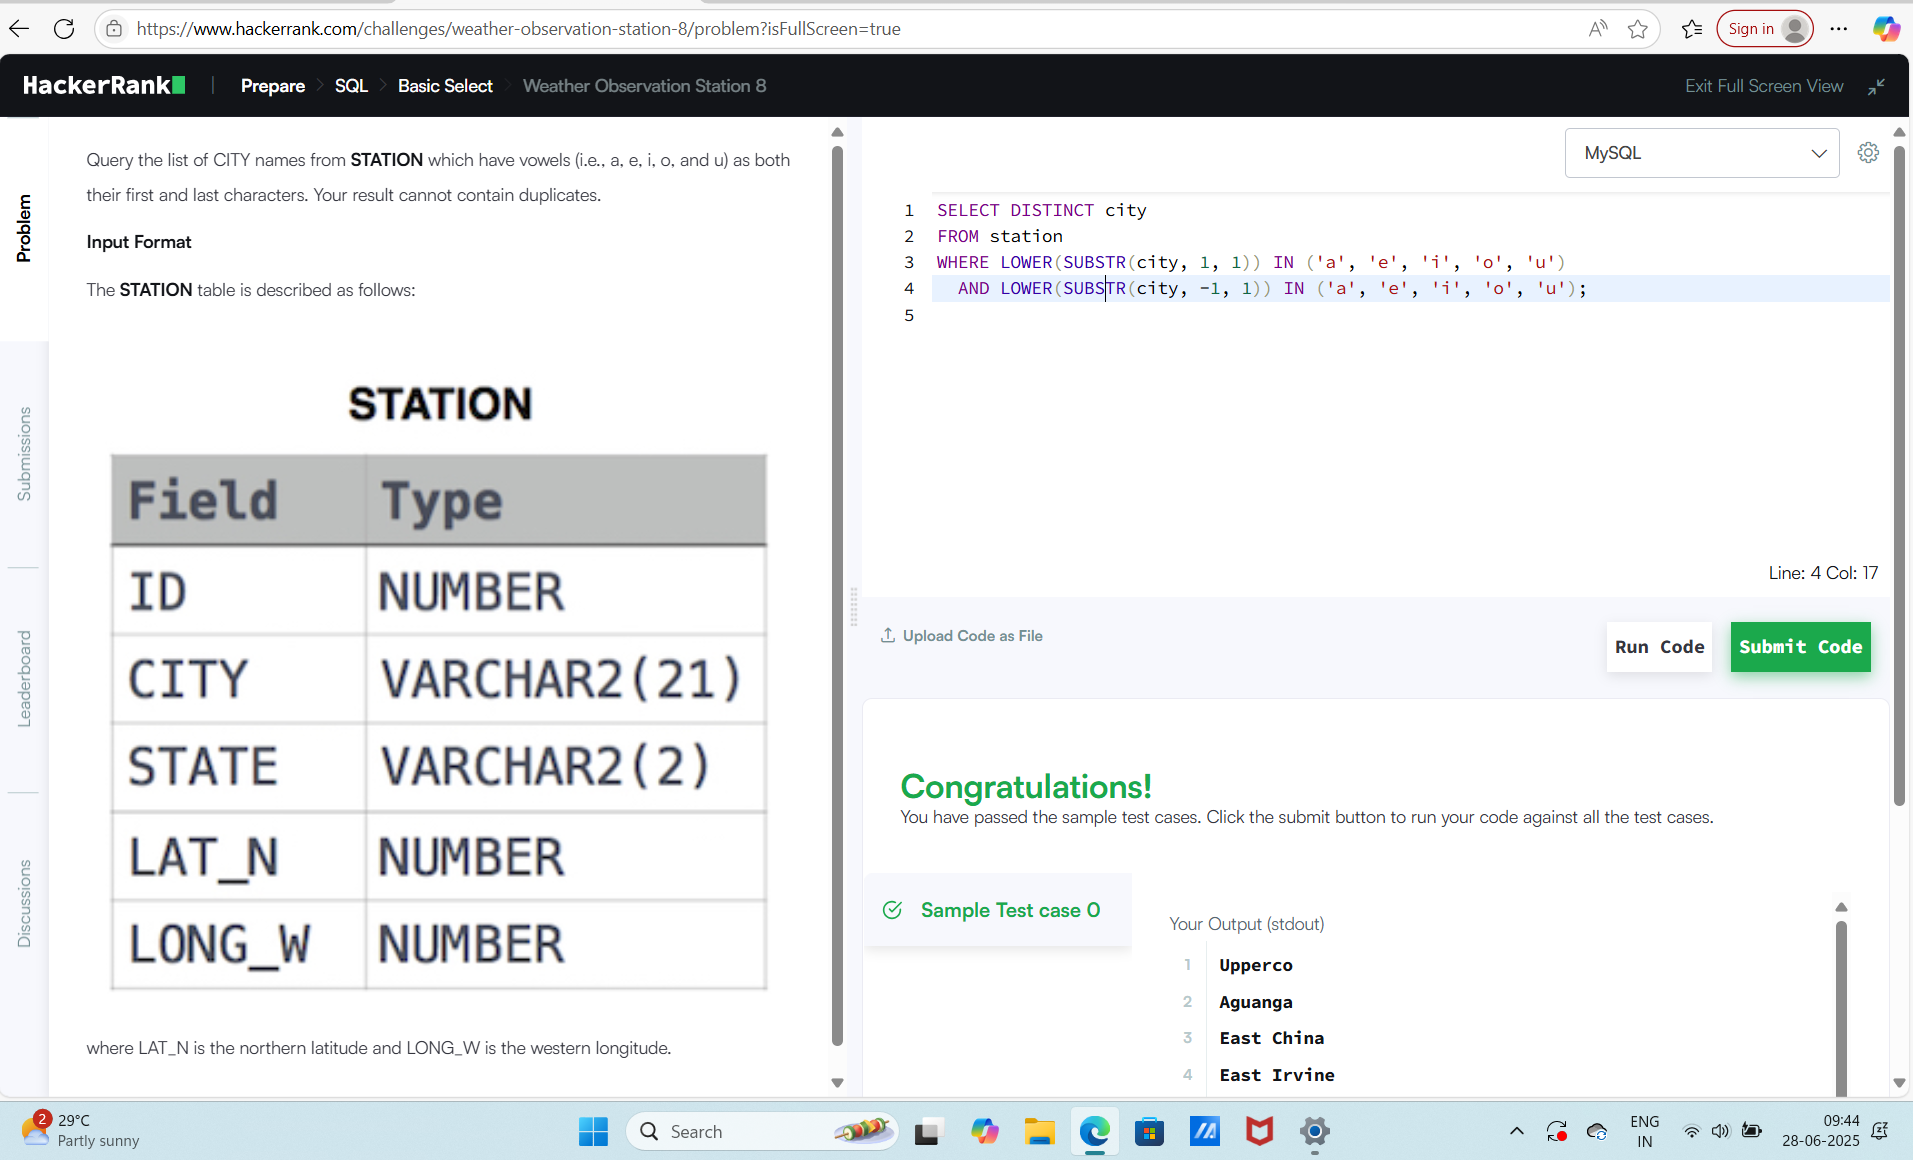 https://www.hackerrank.com/challenges/weather-observation-station-8/problem?isFullScreen=true
Sign in
HackerRank
Prepare
SQL
Basic Select
Weather Observation Station 8
Exit Full Screen View
Problem
Submissions
Leaderboard
Discussions
Query the list of CITY names from STATION which have vowels (i.e., a, e, i, o, and u) as both
their first and last characters. Your result cannot contain duplicates.
Input Format
The STATION table is described as follows:
STATION
Field Type
ID NUMBER
CITY VARCHAR2(21)
STATE VARCHAR2(2)
LAT_N NUMBER
LONG_W NUMBER
where LAT_N is the northern latitude and LONG_W is the western longitude.
MySQL
1 SELECT DISTINCT city
2 FROM station
3 WHERE LOWER(SUBSTR(city, 1, 1)) IN ('a', 'e', 'i', 'o', 'u')
4 AND LOWER(SUBSTR(city, -1, 1)) IN ('a', 'e', 'i', 'o', 'u');
5
Line: 4 Col: 17
Upload Code as File
Run Code
Submit Code
Congratulations!
You have passed the sample test cases. Click the submit button to run your code against all the test cases.
Sample Test case 0
Your Output (stdout)
1 Upperco
2 Aguanga
3 East China
4 East Irvine
2
29°C
Partly sunny
Search
ENG
IN
09:44
28-06-2025